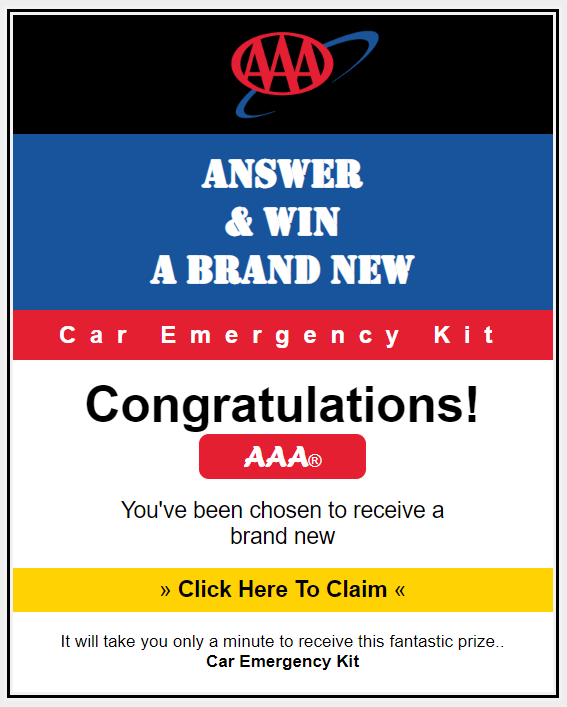 AAA
ANSWER
& WIN
A BRAND NEW
Car Emergency Kit
Congratulations!
AAA®
You've been chosen to receive a
brand new
» Click Here To Claim «
It will take you only a minute to receive this fantastic prize..
Car Emergency Kit